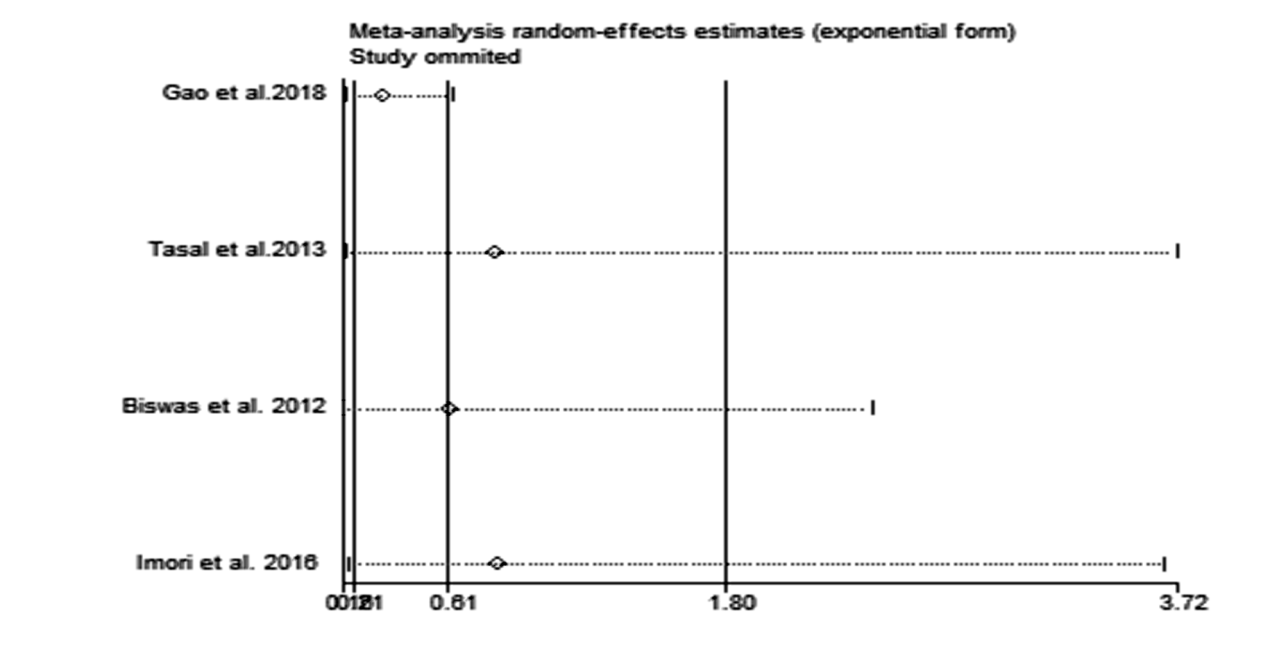 Meta-analysis random-effects estimates (exponential form)
Study ommited
Gao et al.2018
Tasal et al.2013
Biswas et al. 2012
Imori et al. 2016
0.61
1.80
3.72